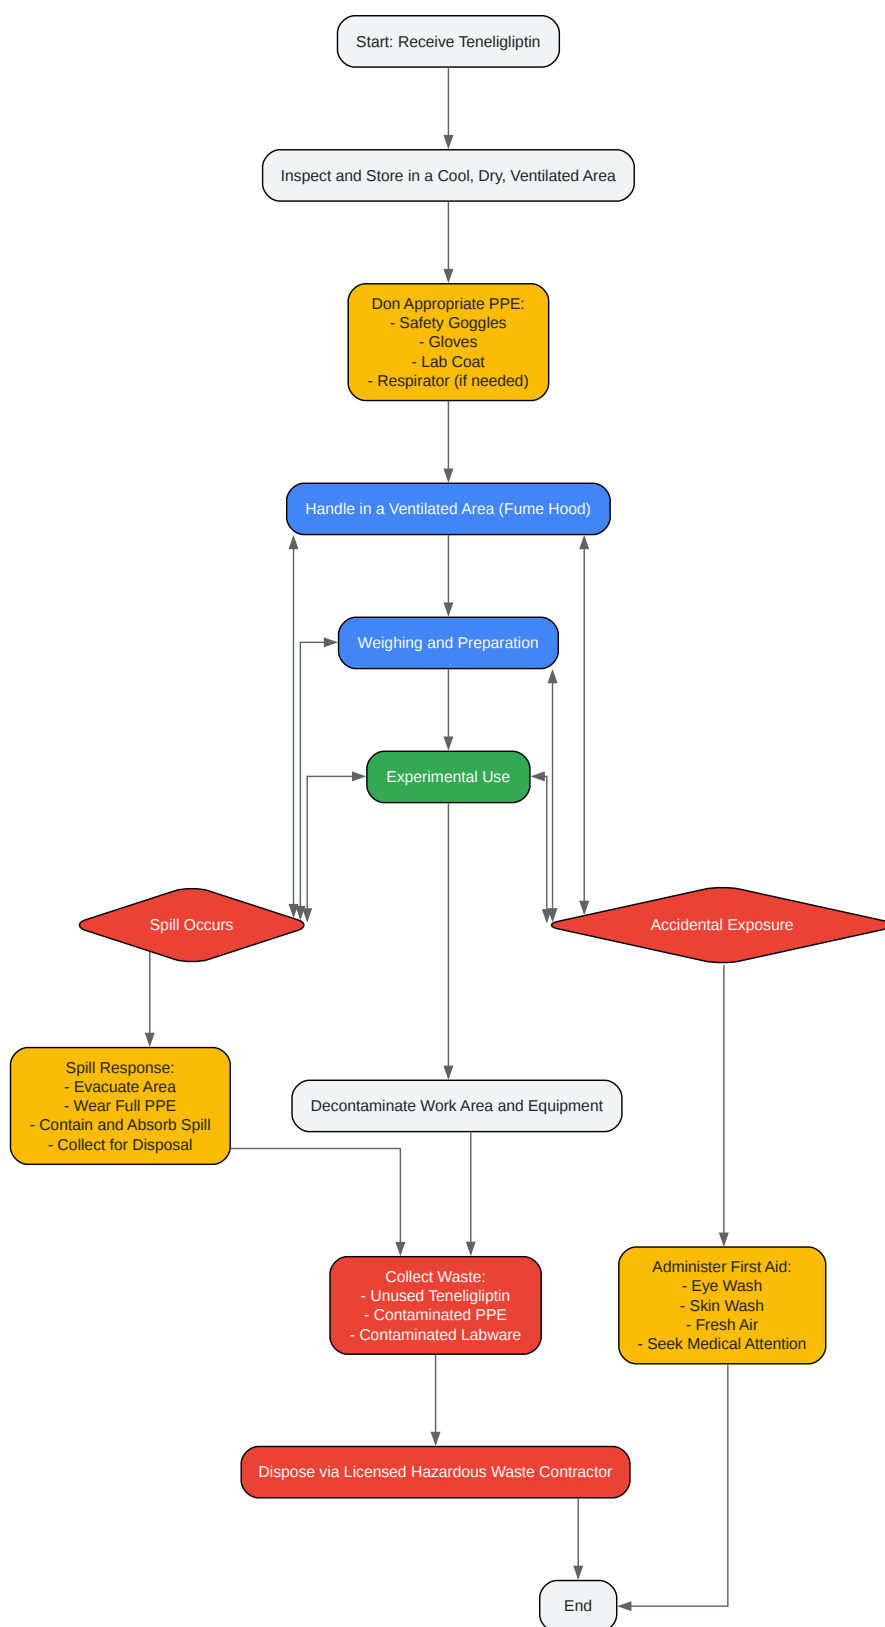 Start: Receive Teneligliptin
Inspect and Store in a Cool, Dry, Ventilated Area
Don Appropriate PPE:
- Safety Goggles
- Gloves
- Lab Coat
- Respirator (if needed)
Handle in a Ventilated Area (Fume Hood)
Weighing and Preparation
Experimental Use
Spill Occurs
Accidental Exposure
Spill Response:
- Evacuate Area
- Wear Full PPE
- Contain and Absorb Spill
- Collect for Disposal
Decontaminate Work Area and Equipment
Collect Waste:
- Unused Teneligliptin
- Contaminated PPE
- Contaminated Labware
Administer First Aid:
- Eye Wash
- Skin Wash
- Fresh Air
- Seek Medical Attention
Dispose via Licensed Hazardous Waste Contractor
End